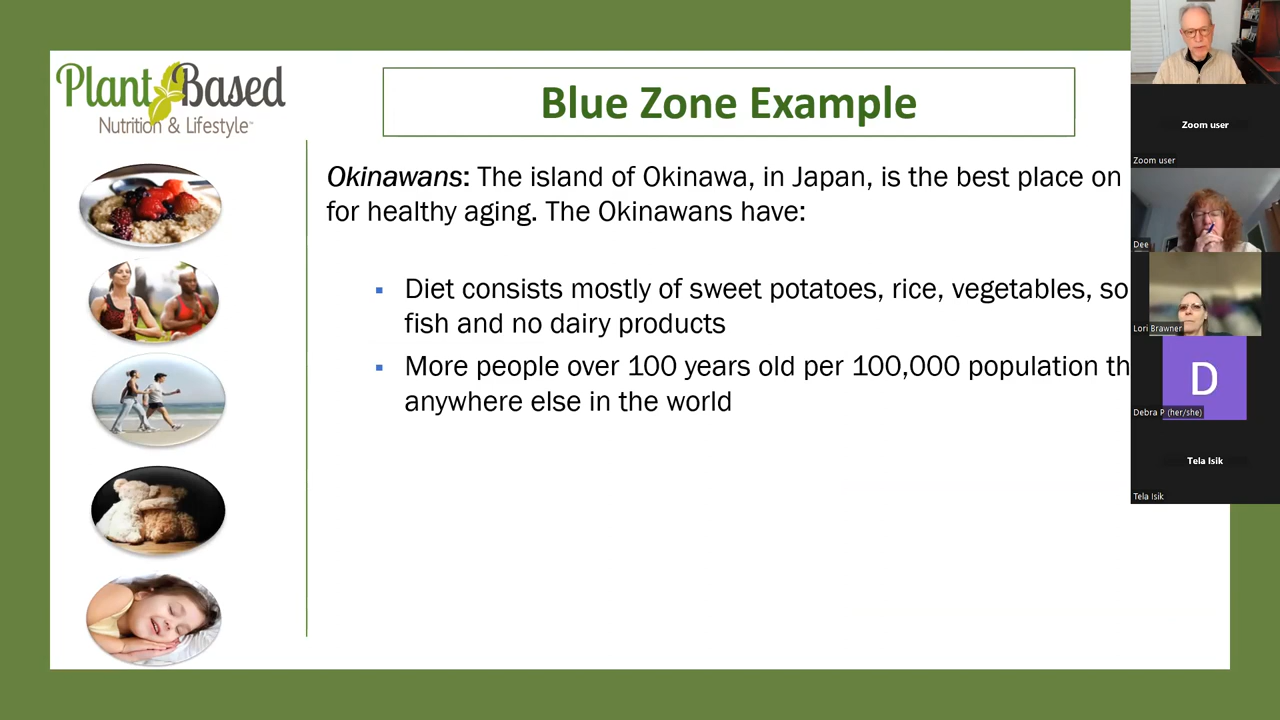 Plant Based
Nutrition & Lifestyle™
Blue Zone Example
Okinawans: The island of Okinawa, in Japan, is the best place on
for healthy aging. The Okinawans have:
▪ Diet consists mostly of sweet potatoes, rice, vegetables, so
fish and no dairy products
▪ More people over 100 years old per 100,000 population th
anywhere else in the world
Zoom user
Zoom user
Dee
Lori Brawner
D
Debra P (her/she)
Tela Isik
Tela Isik